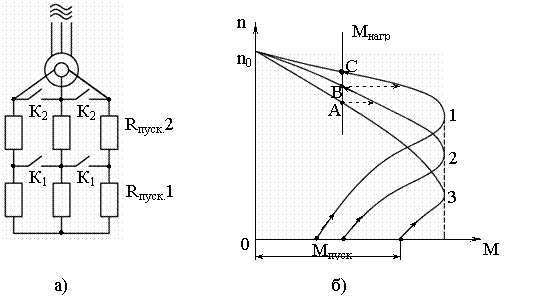 K₂ K₂
Rпуск.2
K₁ K₁
Rпуск.1
а)
n
Mнагр
n₀
C
B
A
1
2
3
0
Mпуск
M
б)